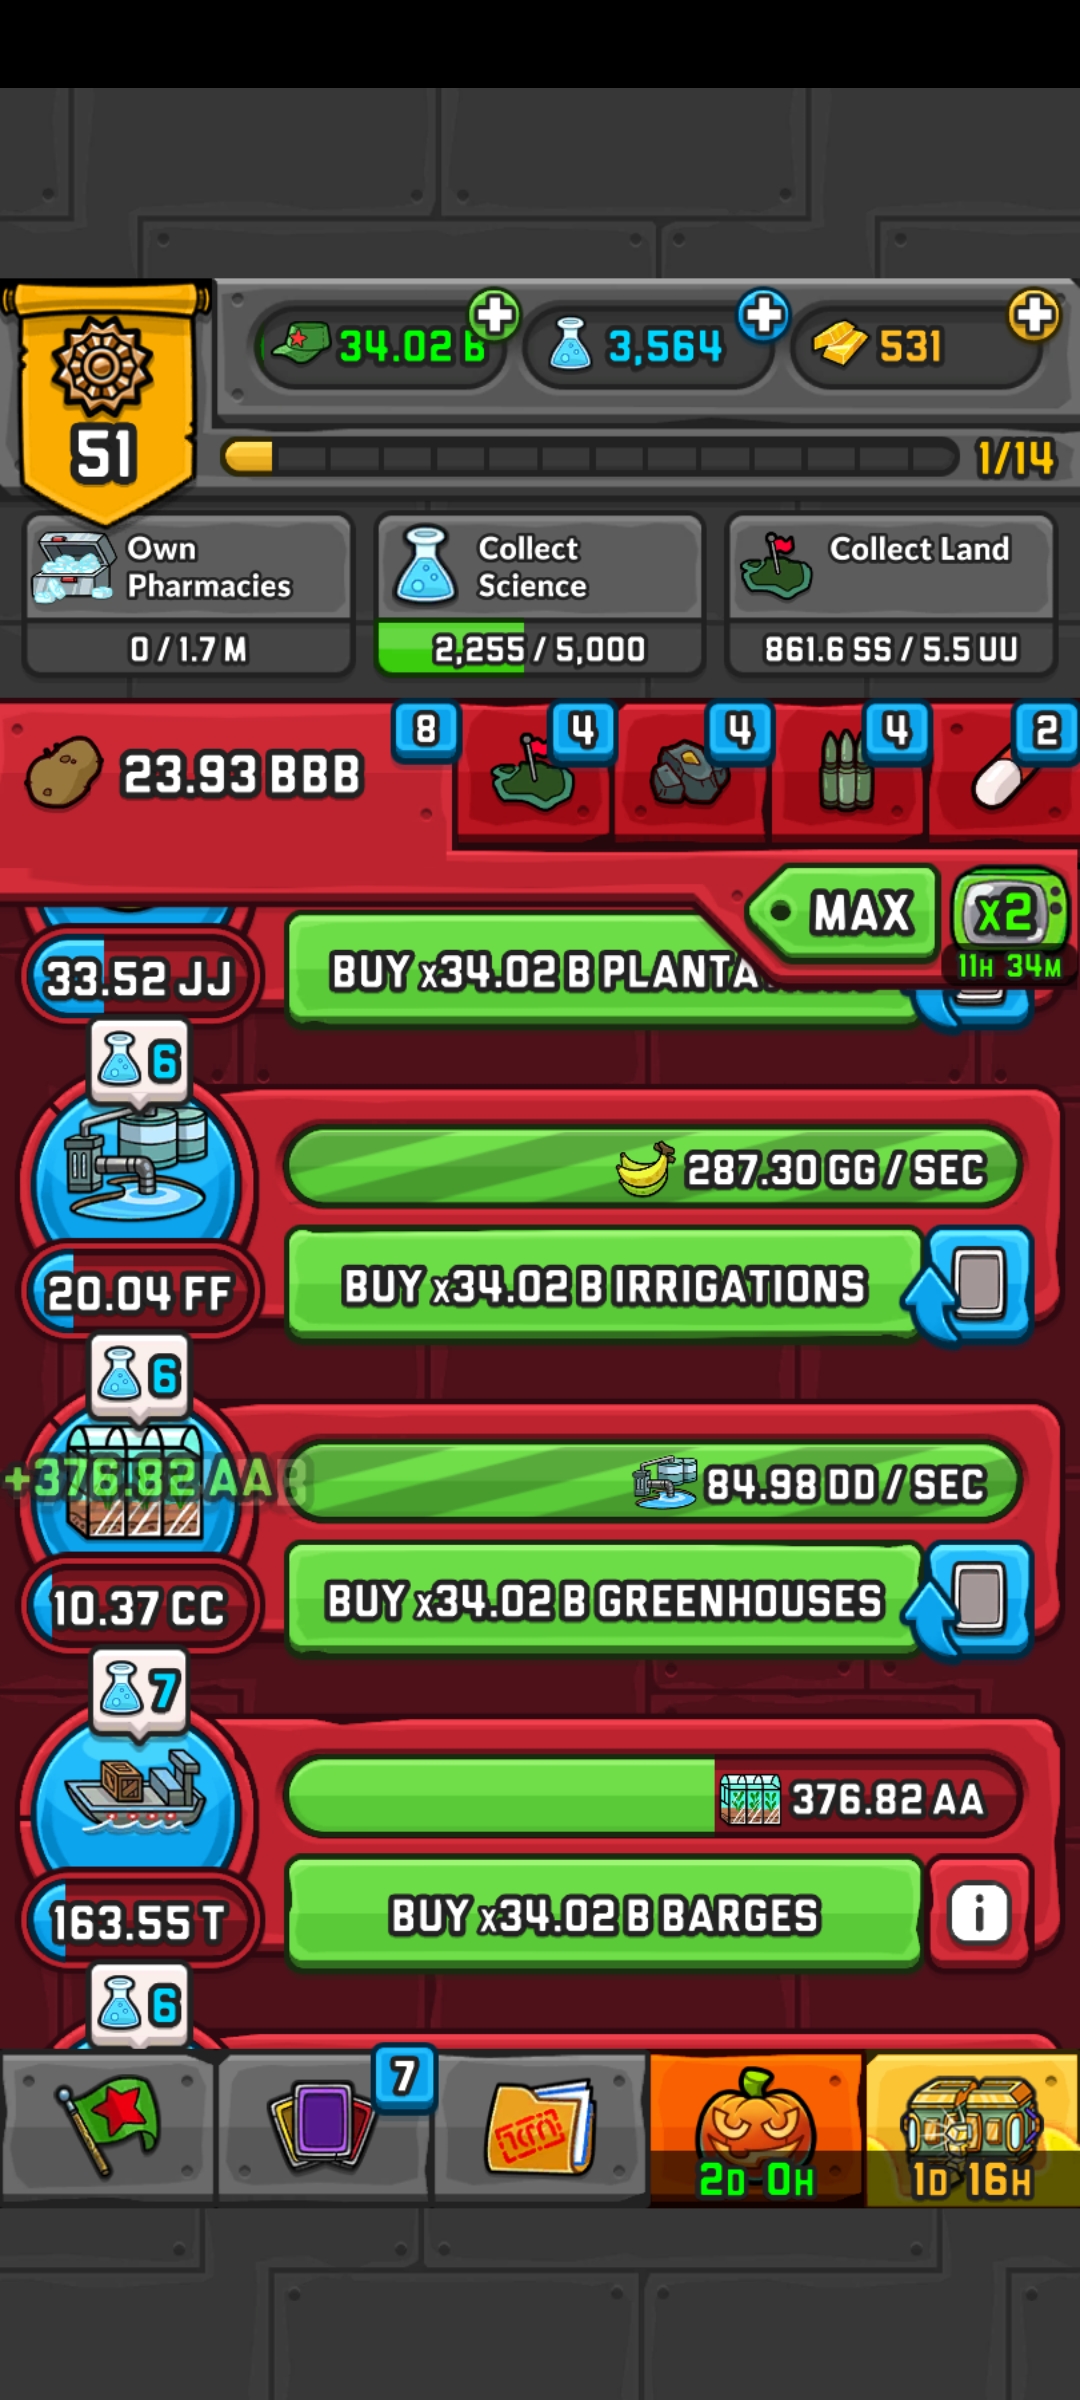 34.02 B
3,564
531
51
1/14
Own
Pharmacies
0 / 1.7 M
Collect
Science
2,255 / 5,000
Collect Land
861.6 SS / 5.5 UU
23.93 BBB
8
4
4
4
2
MAX
x2
11H 34M
33.52 JJ
BUY x34.02 B
6
287.30 GG / SEC
20.04 FF
BUY x34.02 B IRRIGATIONS
6
+376.82 AA
84.98 DD / SEC
10.37 CC
BUY x34.02 B GREENHOUSES
7
376.82 AA
163.55 T
BUY x34.02 B BARGES
i
6
7
2D 0H
1D 16H